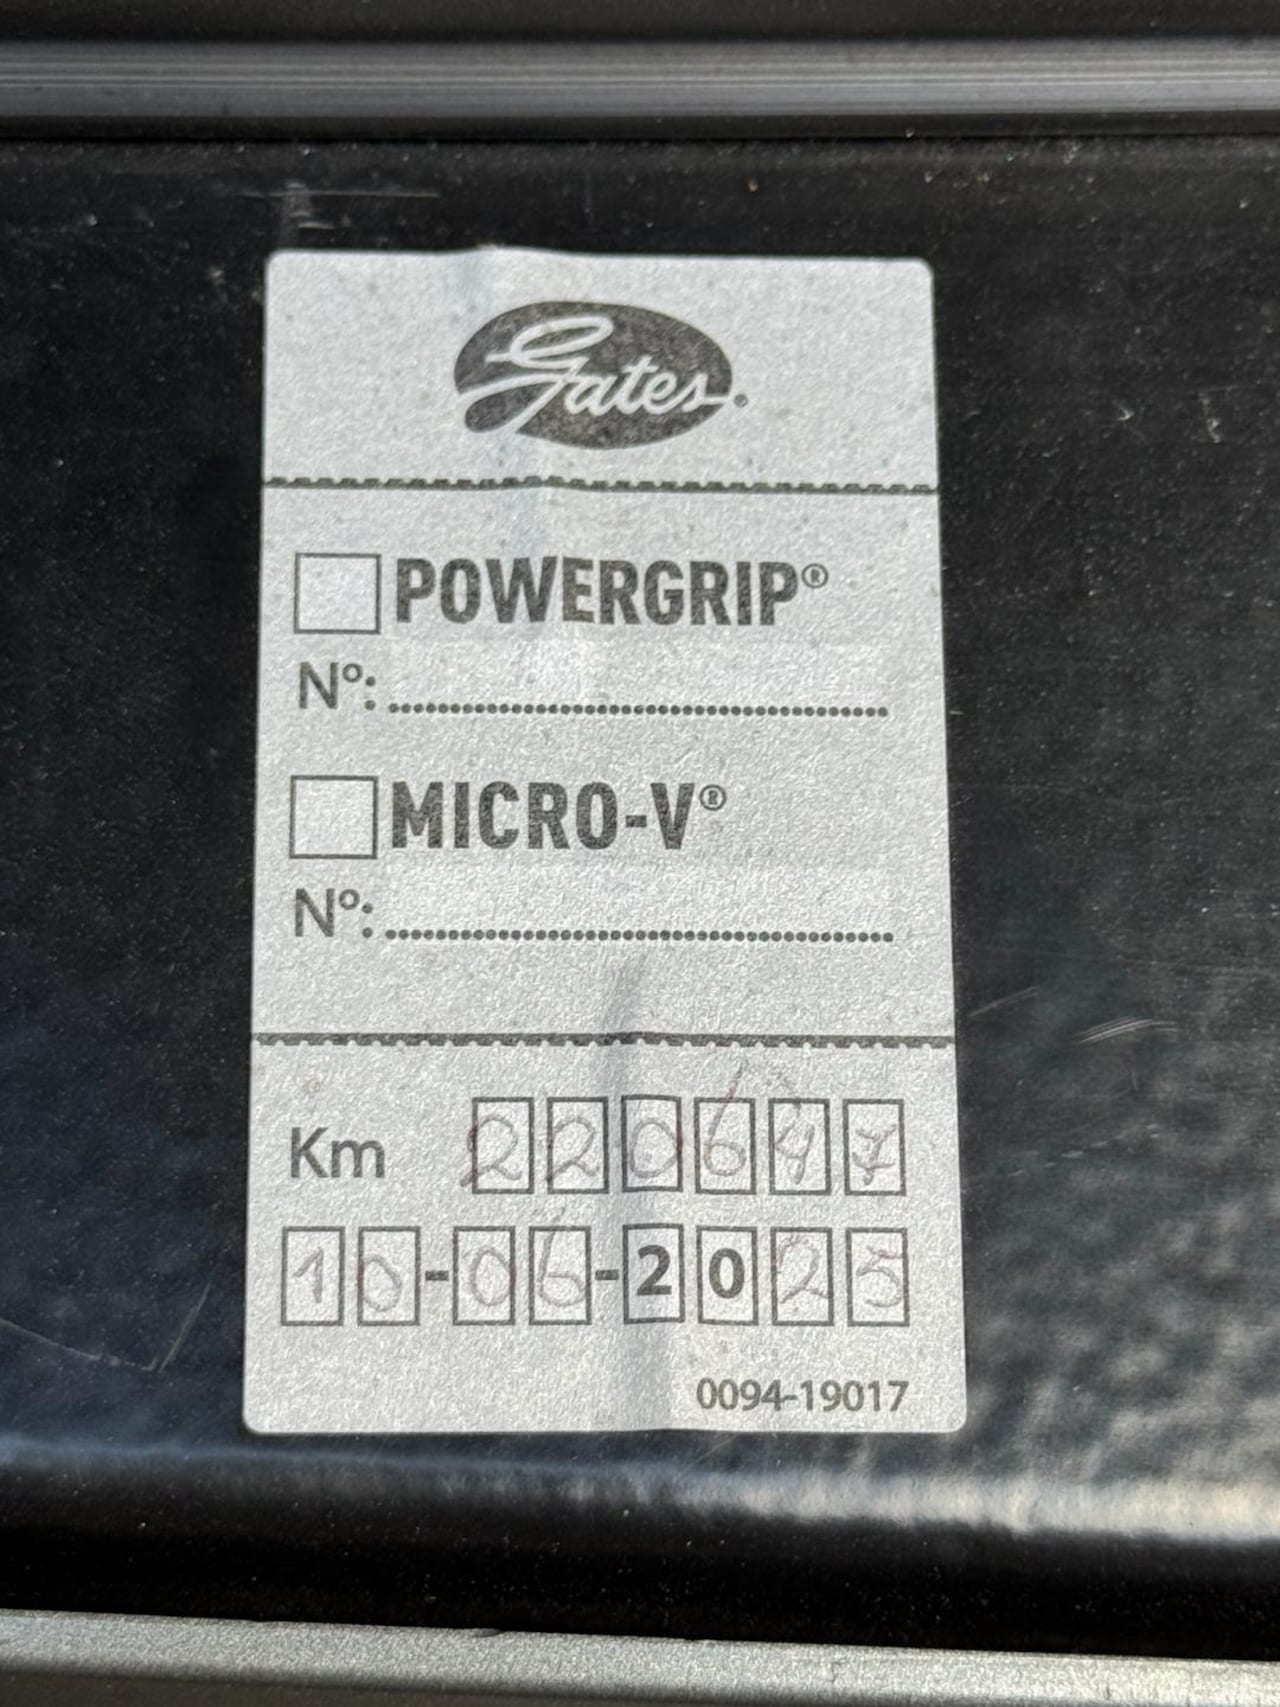 Gates®
POWERGRIP®
Nº:
MICRO-V®
Nº:
Km 220647
10-06-2025
0094-19017